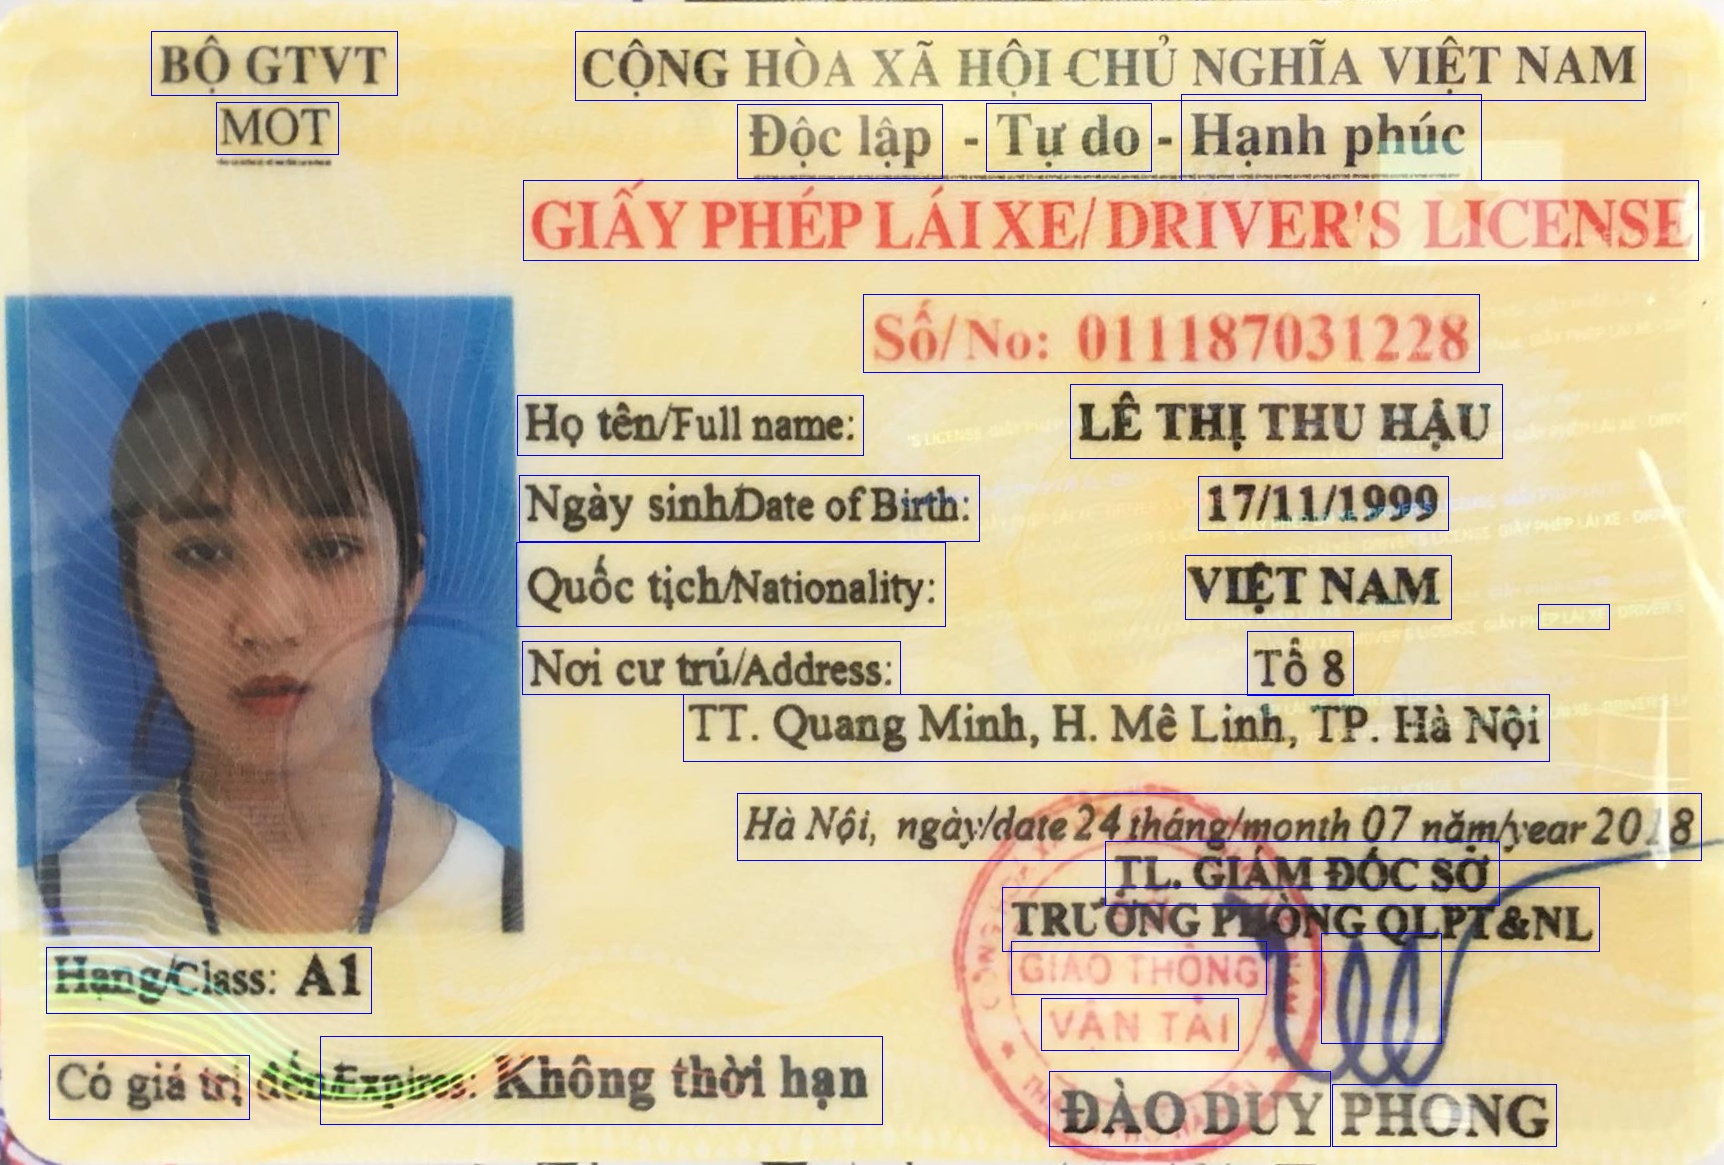 BỘ GTVT
MOT
CỘNG HÒA XÃ HỘI CHỦ NGHĨA VIỆT NAM
Độc lập - Tự do - Hạnh phúc
GIẤY PHÉP LÁI XE/ DRIVER'S LICENSE
Số/No: 011187031228
Họ tên/Full name: LÊ THỊ THU HẬU
Ngày sinh/Date of Birth: 17/11/1999
Quốc tịch/Nationality: VIỆT NAM
Nơi cư trú/Address: Tổ 8
TT. Quang Minh, H. Mê Linh, TP. Hà Nội
Hà Nội, ngày/date 24 tháng/month 07 năm/year 2018
TL. GIÁM ĐỐC SỞ
TRƯỞNG PHÒNG QLPT&NL
GIAO THÔNG
VẬN TẢI
Hạng/Class: A1
Có giá trị đến/Expires: Không thời hạn
ĐÀO DUY PHONG